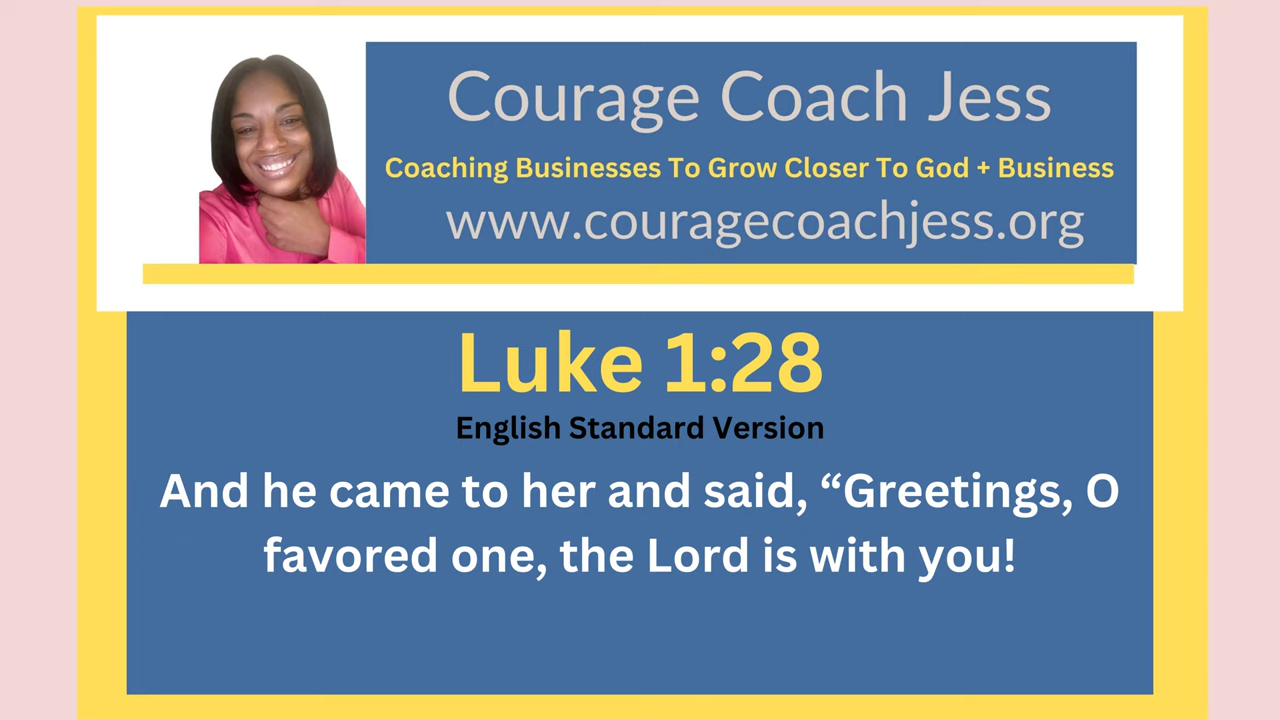 Courage Coach Jess
Coaching Businesses To Grow Closer To God + Business
www.couragecoachjess.org
Luke 1:28
English Standard Version
And he came to her and said, “Greetings, O
favored one, the Lord is with you!